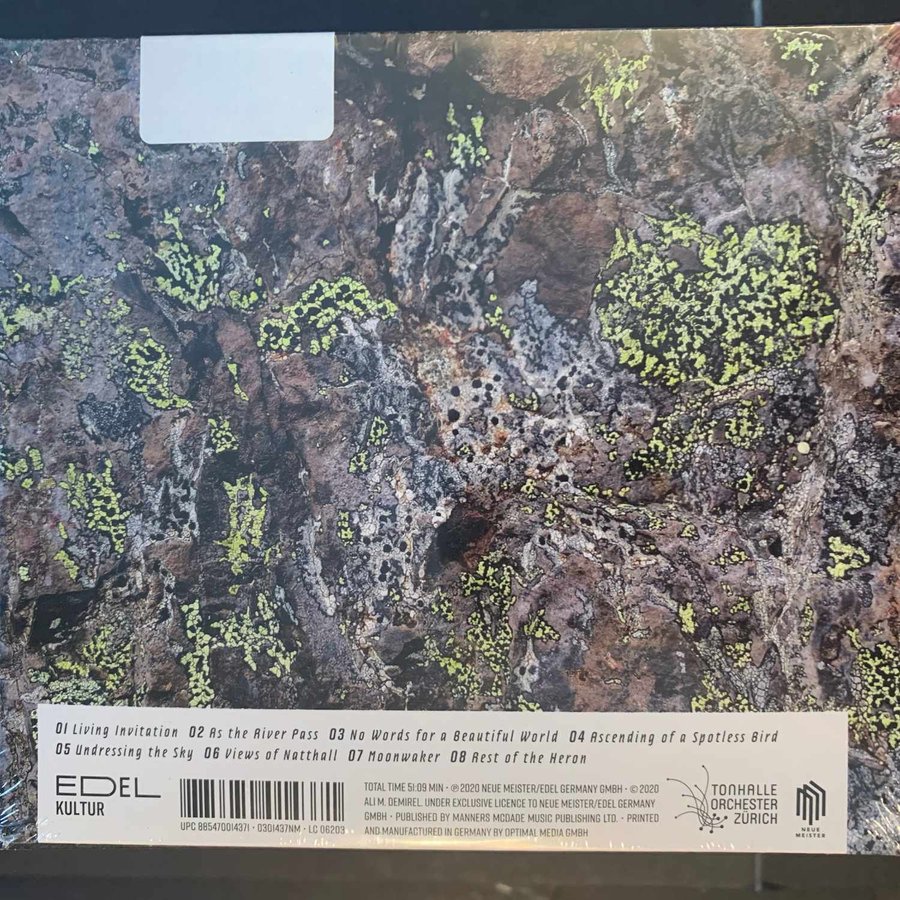 01 Living Invitation 02 As the River Pass 03 No Words for a Beautiful World 04 Ascending of a Spotless Bird
05 Undressing the Sky 06 Views of Natthall 07 Moonwaker 08 Rest of the Heron
EDEL
KULTUR
UPC 885470014371 · 0301437NM · LC 06203
TOTAL TIME 51:09 MIN · ℗ 2020 NEUE MEISTER/EDEL GERMANY GMBH · © 2020
ALI M. DEMIREL. UNDER EXCLUSIVE LICENCE TO NEUE MEISTER/EDEL GERMANY
GMBH · PUBLISHED BY MANNERS MCDADE MUSIC PUBLISHING LTD. · PRINTED
AND MANUFACTURED IN GERMANY BY OPTIMAL MEDIA GMBH
TONHALLE
ORCHESTER
ZÜRICH
NEUE
MEISTER